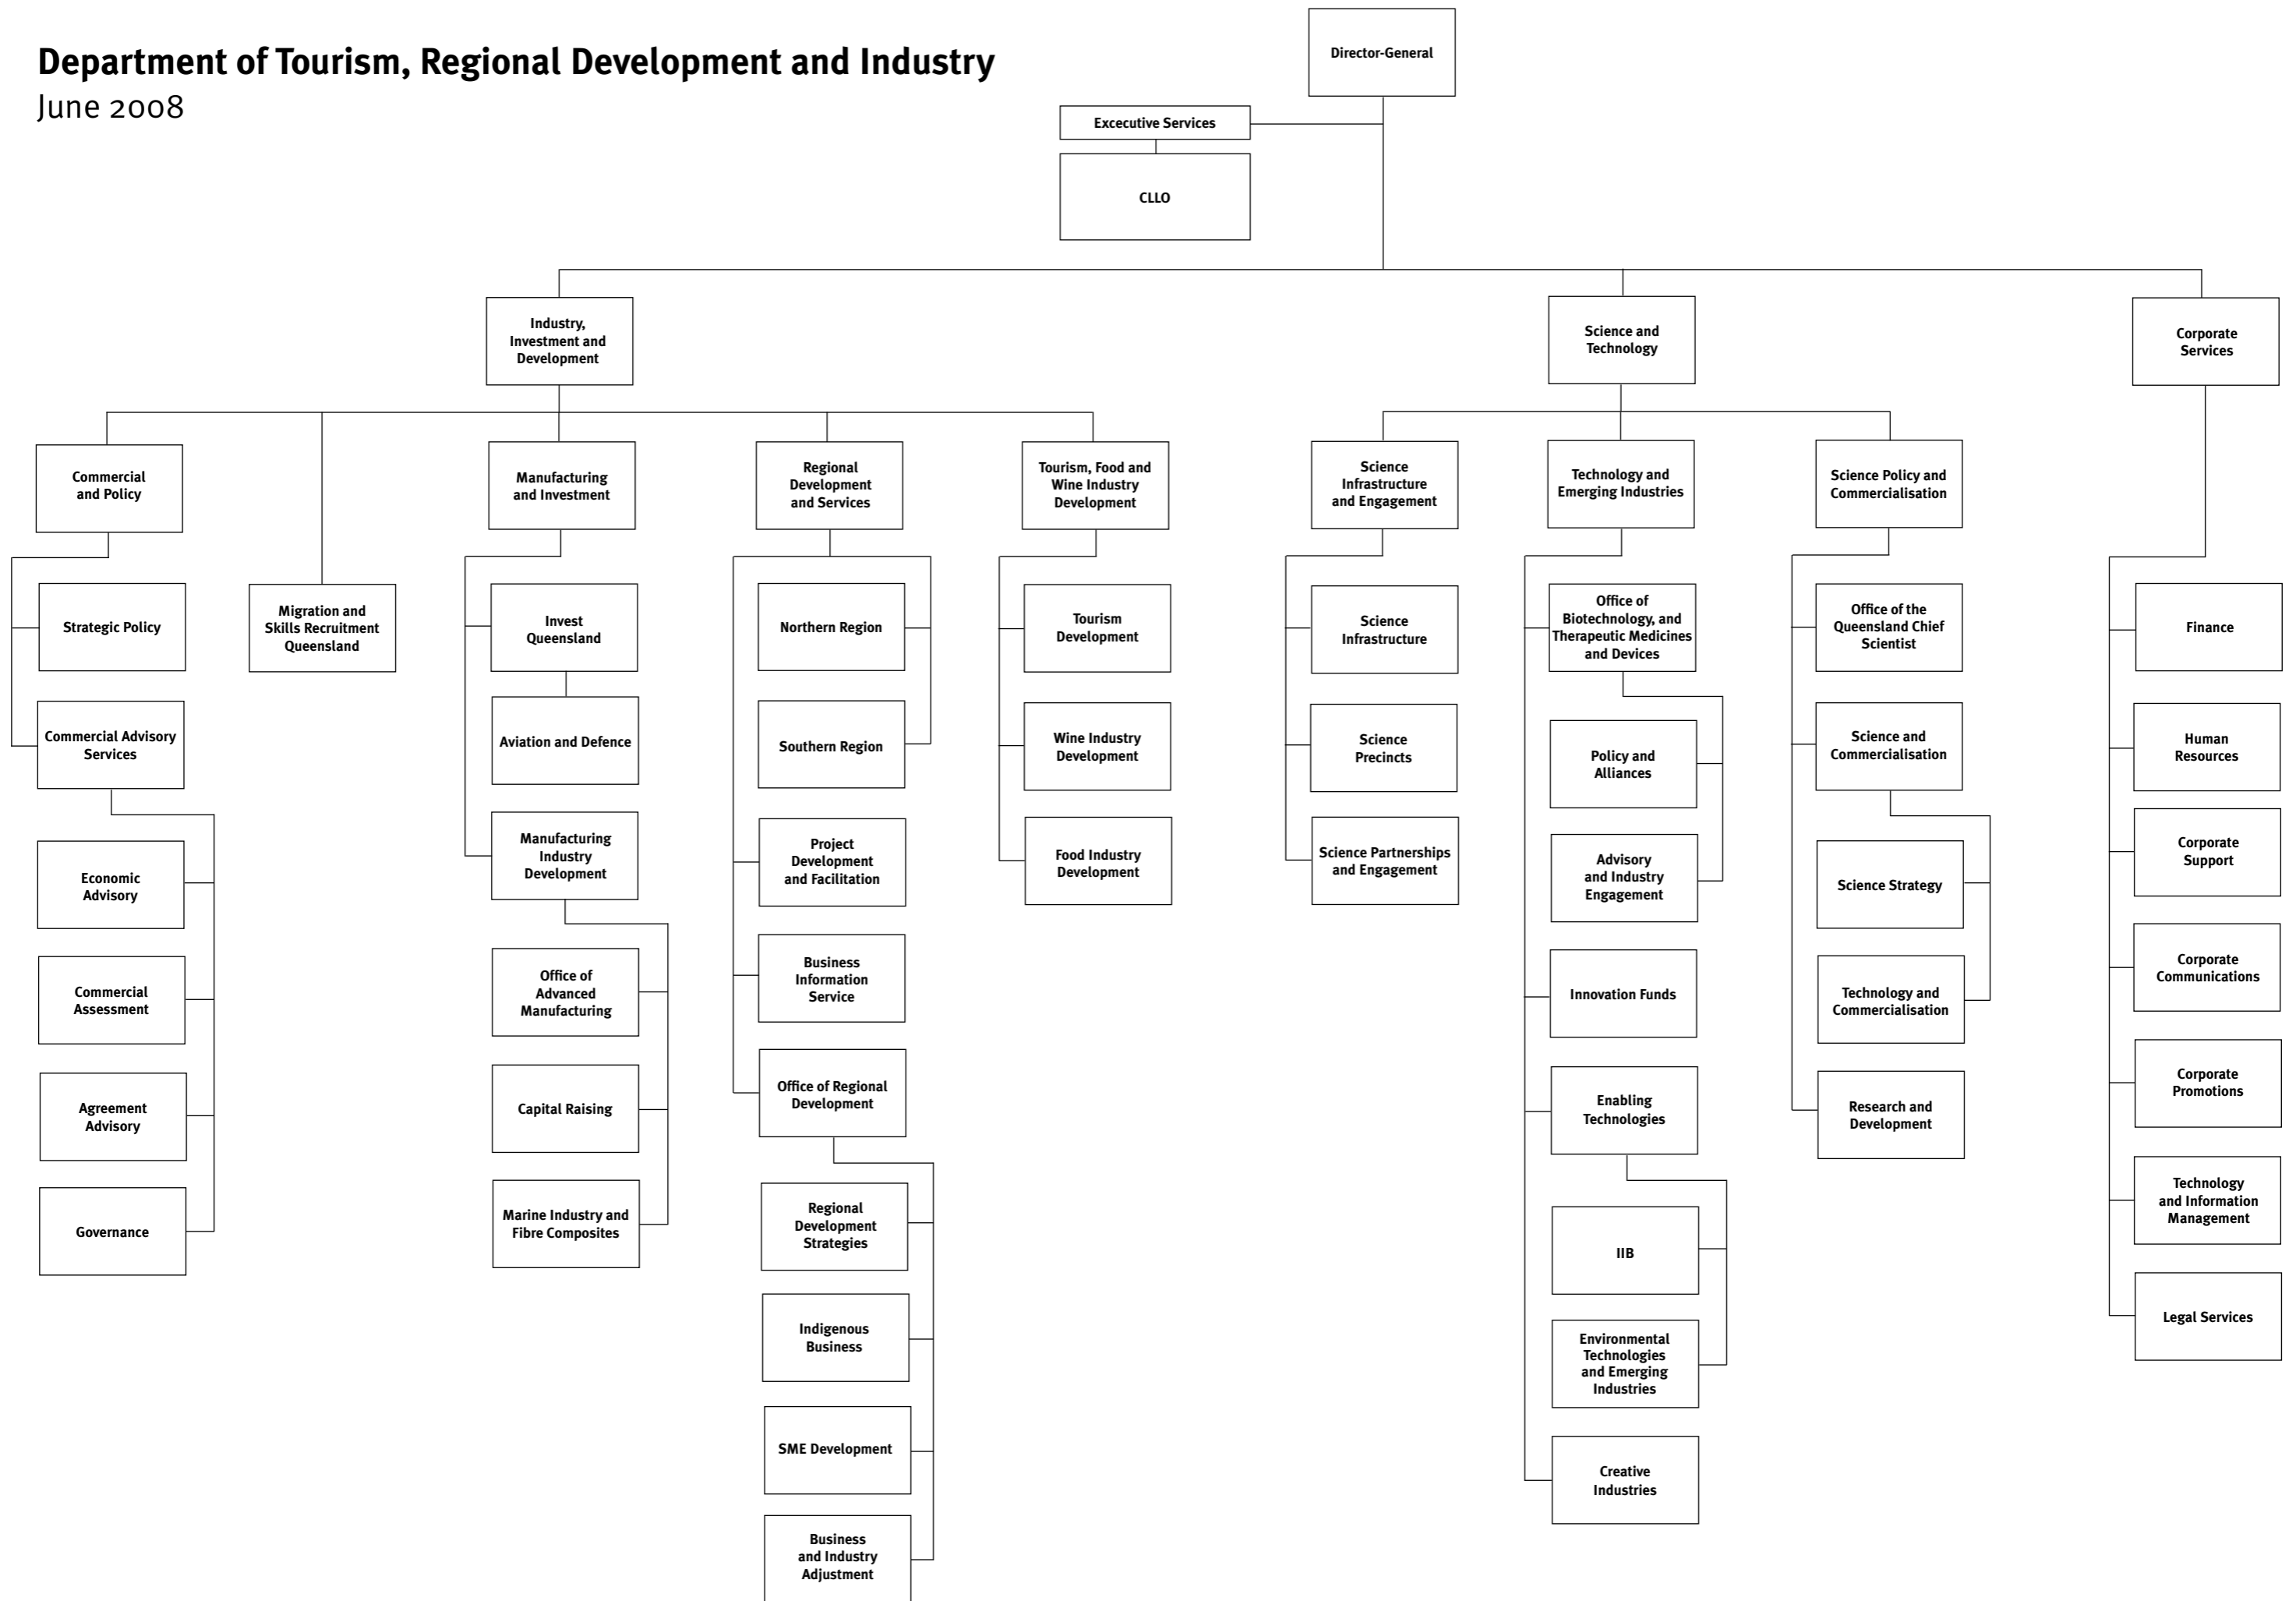 Department of Tourism, Regional Development and Industry
June 2008
Director-General
Excecutive Services
CLLO
Industry,
Investment and
Development
Science and
Technology
Corporate
Services
Commercial
and Policy
Manufacturing
and Investment
Regional
Development
and Services
Tourism, Food and
Wine Industry
Development
Science
Infrastructure
and Engagement
Technology and
Emerging Industries
Science Policy and
Commercialisation
Strategic Policy
Commercial Advisory
Services
Economic
Advisory
Commercial
Assessment
Agreement
Advisory
Governance
Migration and
Skills Recruitment
Queensland
Invest
Queensland
Aviation and Defence
Manufacturing
Industry
Development
Office of
Advanced
Manufacturing
Capital Raising
Marine Industry and
Fibre Composites
Northern Region
Southern Region
Project
Development
and Facilitation
Business
Information
Service
Office of Regional
Development
Regional
Development
Strategies
Indigenous
Business
SME Development
Business
and Industry
Adjustment
Tourism
Development
Wine Industry
Development
Food Industry
Development
Science
Infrastructure
Science
Precincts
Science Partnerships
and Engagement
Office of
Biotechnology, and
Therapeutic Medicines
and Devices
Policy and
Alliances
Advisory
and Industry
Engagement
Innovation Funds
Enabling
Technologies
IIB
Environmental
Technologies
and Emerging
Industries
Creative
Industries
Office of the
Queensland Chief
Scientist
Science and
Commercialisation
Science Strategy
Technology and
Commercialisation
Research and
Development
Finance
Human
Resources
Corporate
Support
Corporate
Communications
Corporate
Promotions
Technology
and Information
Management
Legal Services